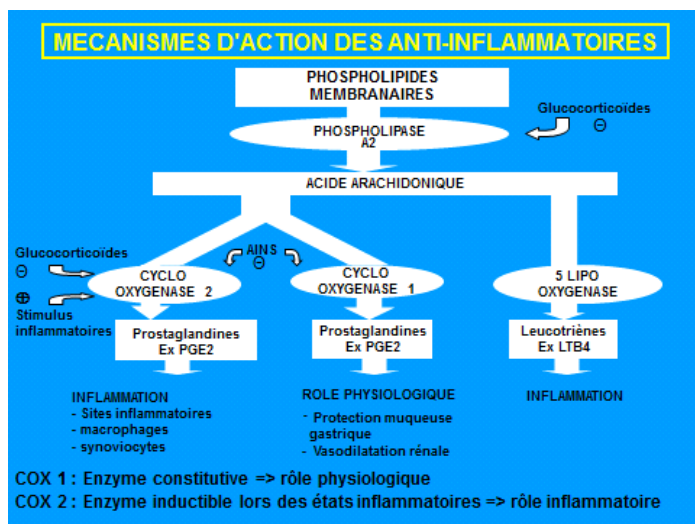 MECANISMES D'ACTION DES ANTI-INFLAMMATOIRES
PHOSPHOLIPIDES
MEMBRANAIRES
Glucocorticoïdes
⊖
PHOSPHOLIPASE
A2
ACIDE ARACHIDONIQUE
Glucocorticoïdes
⊖
⊕
Stimulus
inflammatoires
AINS
⊖
CYCLO
OXYGENASE 2
CYCLO
OXYGENASE 1
5 LIPO
OXYGENASE
Prostaglandines
Ex PGE2
Prostaglandines
Ex PGE2
Leucotriènes
Ex LTB4
INFLAMMATION
- Sites inflammatoires
- macrophages
- synoviocytes
ROLE PHYSIOLOGIQUE
- Protection muqueuse
gastrique
- Vasodilatation rénale
INFLAMMATION
COX 1 : Enzyme constitutive => rôle physiologique
COX 2 : Enzyme inductible lors des états inflammatoires => rôle inflammatoire